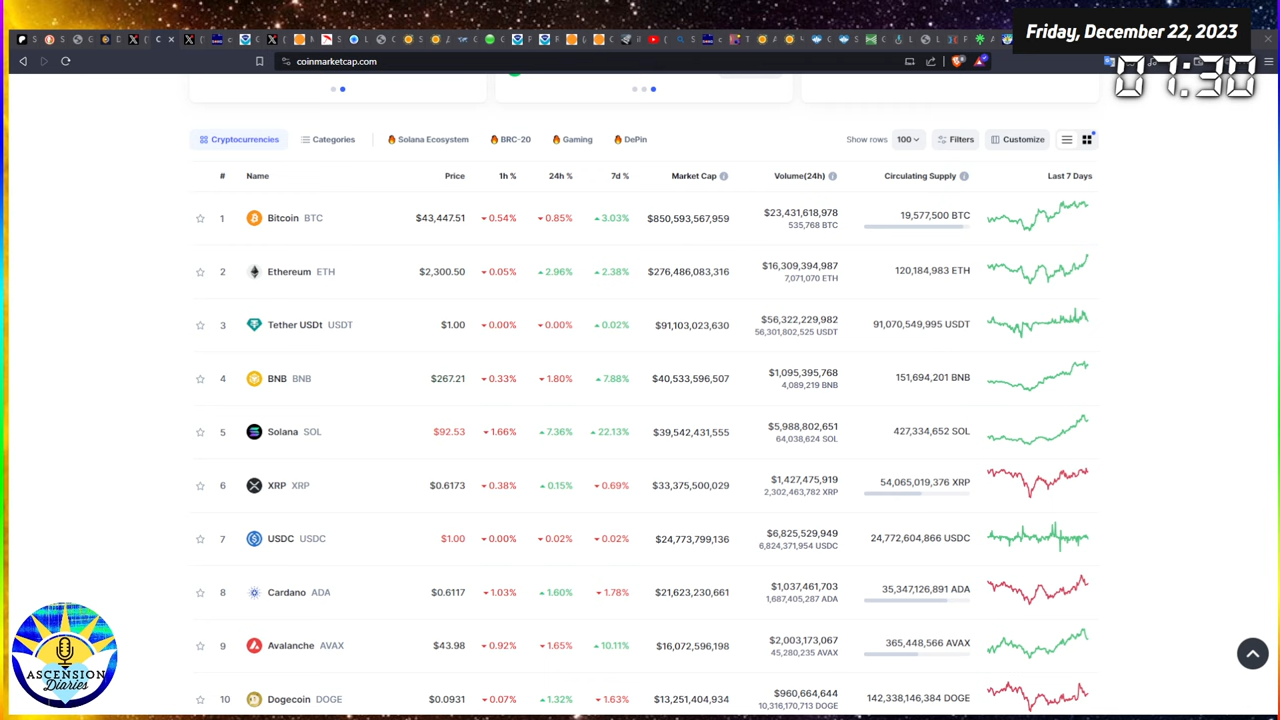 Friday, December 22, 2023
coinmarketcap.com
07:30
Cryptocurrencies Categories Solana Ecosystem BRC-20 Gaming DePin Show rows 100 Filters Customize
# Name Price 1h % 24h % 7d % Market Cap Volume(24h) Circulating Supply Last 7 Days
1 Bitcoin BTC $43,447.51 0.54% 0.85% 3.03% $850,593,567,959 $23,431,618,978 19,577,500 BTC
535,768 BTC
2 Ethereum ETH $2,300.50 0.05% 2.96% 2.38% $276,486,083,316 $16,309,394,987 120,184,983 ETH
7,071,070 ETH
3 Tether USDt USDT $1.00 0.00% 0.00% 0.02% $91,103,023,630 $56,322,229,982 91,070,549,995 USDT
56,301,802,525 USDT
4 BNB BNB $267.21 0.33% 1.80% 7.88% $40,533,596,507 $1,095,395,768 151,694,201 BNB
4,089,219 BNB
5 Solana SOL $92.53 1.66% 7.36% 22.13% $39,542,431,555 $5,988,802,651 427,334,652 SOL
64,038,624 SOL
6 XRP XRP $0.6173 0.38% 0.15% 0.69% $33,375,500,029 $1,427,475,919 54,065,019,376 XRP
2,302,463,782 XRP
7 USDC USDC $1.00 0.00% 0.02% 0.02% $24,773,799,136 $6,825,529,949 24,772,604,866 USDC
6,824,371,954 USDC
8 Cardano ADA $0.6117 1.03% 1.60% 1.78% $21,623,230,661 $1,037,461,703 35,347,126,891 ADA
1,687,405,287 ADA
9 Avalanche AVAX $43.98 0.92% 1.65% 10.11% $16,072,596,198 $2,003,173,067 365,448,566 AVAX
45,280,235 AVAX
10 Dogecoin DOGE $0.0931 0.07% 1.32% 1.63% $13,251,404,934 $960,664,644 142,338,146,384 DOGE
10,316,170,713 DOGE
ASCENSION
Diaries